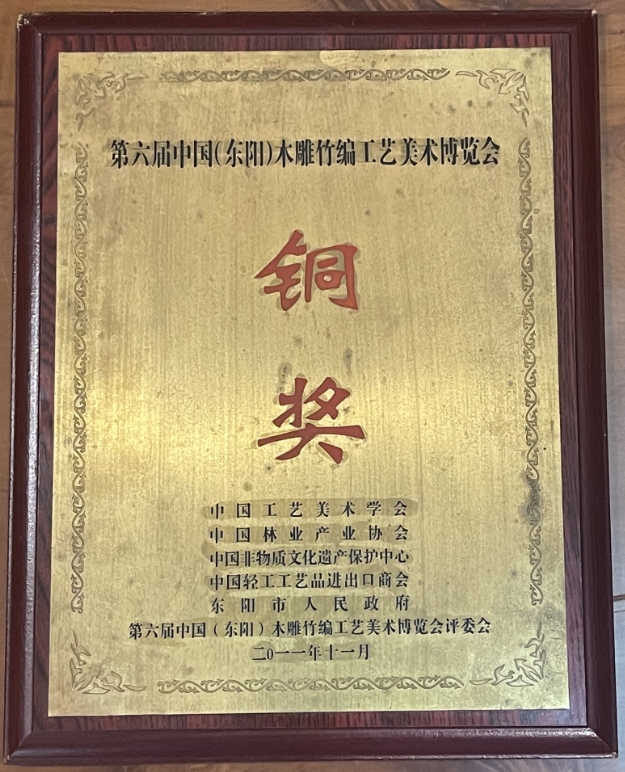 第六届中国(东阳)木雕竹编工艺美术博览会
铜
奖
中国工艺美术学会
中国林业产业协会
中国非物质文化遗产保护中心
中国轻工工艺品进出口商会
东阳市人民政府
第六届中国(东阳)木雕竹编工艺美术博览会评委会
二0一一年十一月